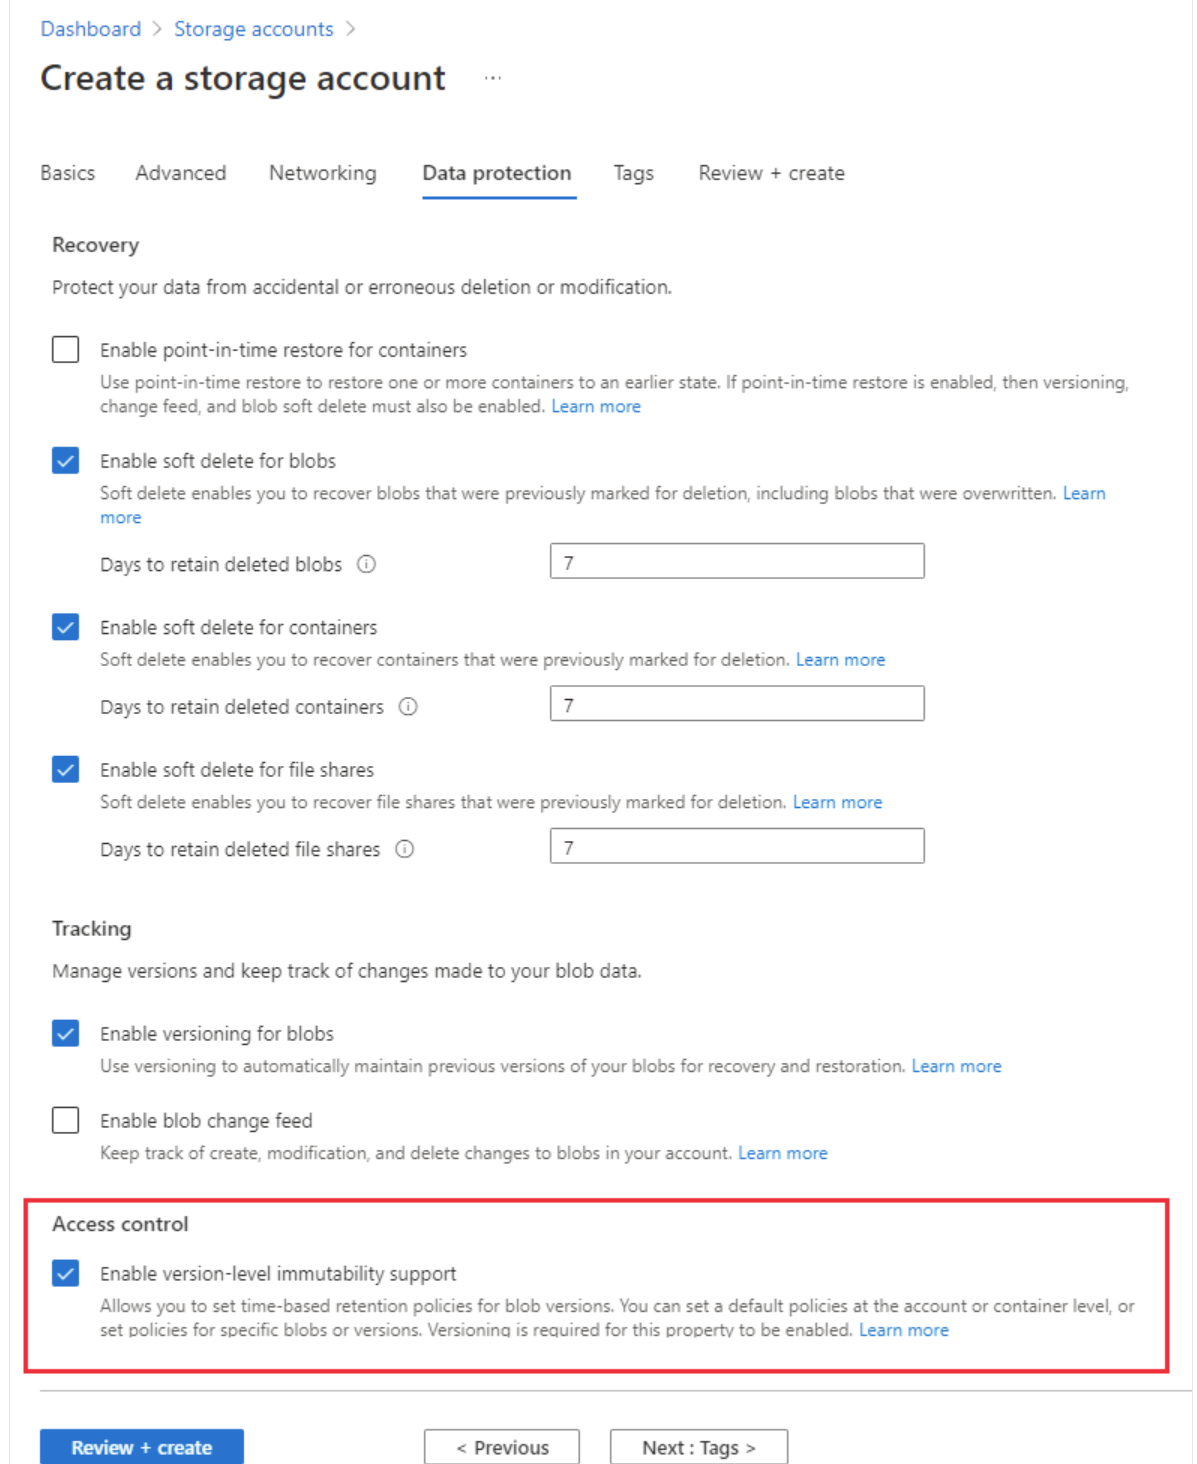 Dashboard > Storage accounts >
Create a storage account ...
Basics Advanced Networking Data protection Tags Review + create
Recovery
Protect your data from accidental or erroneous deletion or modification.
Enable point-in-time restore for containers
Use point-in-time restore to restore one or more containers to an earlier state. If point-in-time restore is enabled, then versioning,
change feed, and blob soft delete must also be enabled. Learn more
Enable soft delete for blobs
Soft delete enables you to recover blobs that were previously marked for deletion, including blobs that were overwritten. Learn
more
Days to retain deleted blobs 7
Enable soft delete for containers
Soft delete enables you to recover containers that were previously marked for deletion. Learn more
Days to retain deleted containers 7
Enable soft delete for file shares
Soft delete enables you to recover file shares that were previously marked for deletion. Learn more
Days to retain deleted file shares 7
Tracking
Manage versions and keep track of changes made to your blob data.
Enable versioning for blobs
Use versioning to automatically maintain previous versions of your blobs for recovery and restoration. Learn more
Enable blob change feed
Keep track of create, modification, and delete changes to blobs in your account. Learn more
Access control
Enable version-level immutability support
Allows you to set time-based retention policies for blob versions. You can set a default policies at the account or container level, or
set policies for specific blobs or versions. Versioning is required for this property to be enabled. Learn more
Review + create < Previous Next : Tags >